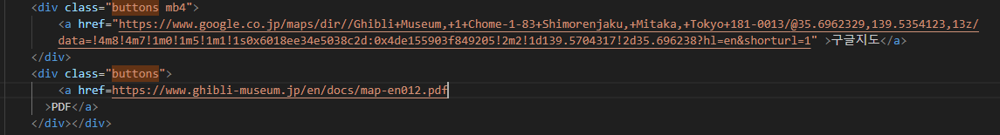 <div class="buttons mb4">
<a href="https://www.google.co.jp/maps/dir//Ghibli+Museum,+1+Chome-1-83+Shimorenjaku,+Mitaka,+Tokyo+181-0013/@35.6962329,139.5354123,13z/
data=!4m8!4m7!1m0!1m5!1m1!1s0x6018ee34e5038c2d:0x4de155903f849205!2m2!1d139.5704317!2d35.696238?hl=en&shorturl=1" >구글지도</a>
</div>
<div class="buttons">
<a href=https://www.ghibli-museum.jp/en/docs/map-en012.pdf
>PDF</a>
</div></div>